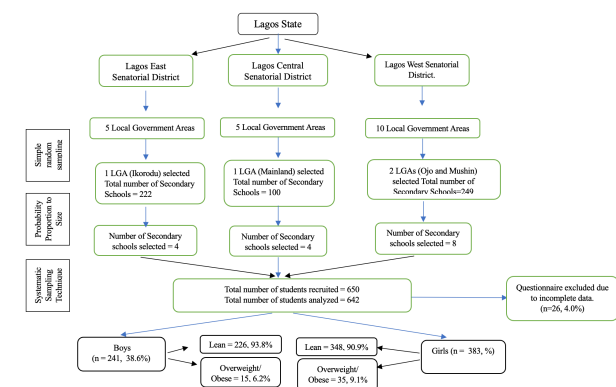 Lagos State
Lagos East
Senatorial District
Lagos Central
Senatorial District
Lagos West Senatorial
District.
5 Local Government Areas
5 Local Government Areas
10 Local Government Areas
Simple
random
sampling
1 LGA (Ikorodu) selected
Total number of Secondary
Schools = 222
1 LGA (Mainland) selected
Total number of Secondary
Schools = 100
2 LGAs (Ojo and Mushin)
selected Total number of
Secondary Schools=249
Probability
Proportion to
Size
Number of Secondary
schools selected = 4
Number of Secondary
schools selected = 4
Number of Secondary
schools selected = 8
Systematic
Sampling
Technique
Total number of students recruited = 650
Total number of students analyzed = 642
Questionnaire excluded due
to incomplete data.
(n=26, 4.0%)
Boys
(n = 241, 38.6%)
Lean = 226, 93.8%
Overweight/
Obese = 15, 6.2%
Lean = 348, 90.9%
Overweight/
Obese = 35, 9.1%
Girls (n = 383, %)